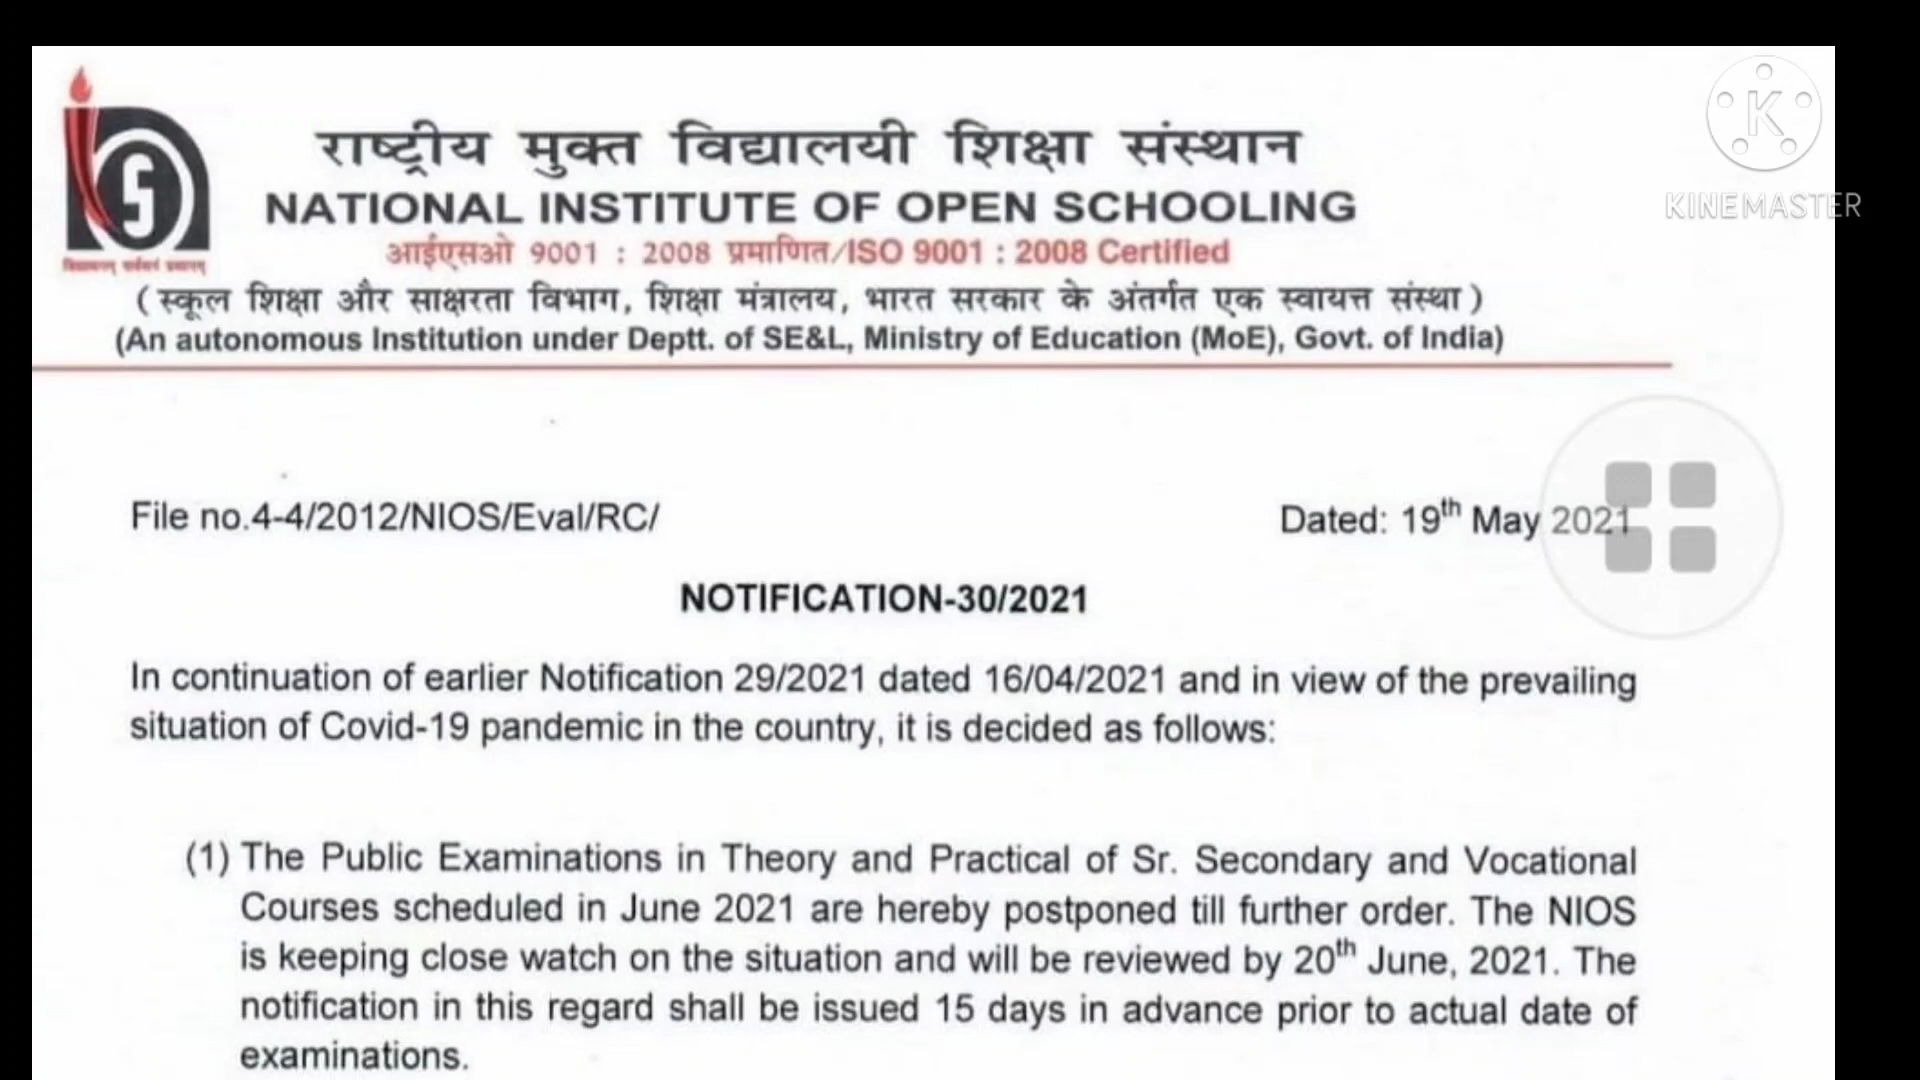 राष्ट्रीय मुक्त विद्यालयी शिक्षा संस्थान
NATIONAL INSTITUTE OF OPEN SCHOOLING
आईएसओ 9001 : 2008 प्रमाणित/ISO 9001 : 2008 Certified
(स्कूल शिक्षा और साक्षरता विभाग, शिक्षा मंत्रालय, भारत सरकार के अंतर्गत एक स्वायत्त संस्था)
(An autonomous Institution under Deptt. of SE&L, Ministry of Education (MoE), Govt. of India)
KINEMASTER
File no.4-4/2012/NIOS/Eval/RC/
Dated: 19th May 2021
NOTIFICATION-30/2021
In continuation of earlier Notification 29/2021 dated 16/04/2021 and in view of the prevailing
situation of Covid-19 pandemic in the country, it is decided as follows:
(1) The Public Examinations in Theory and Practical of Sr. Secondary and Vocational
Courses scheduled in June 2021 are hereby postponed till further order. The NIOS
is keeping close watch on the situation and will be reviewed by 20th June, 2021. The
notification in this regard shall be issued 15 days in advance prior to actual date of
examinations.